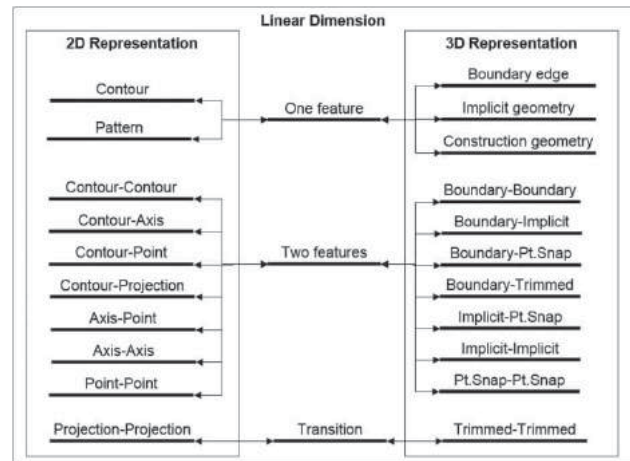 Linear Dimension
2D Representation
3D Representation
Contour
Pattern
One feature
Boundary edge
Implicit geometry
Construction geometry
Contour-Contour
Contour-Axis
Contour-Point
Contour-Projection
Axis-Point
Axis-Axis
Point-Point
Two features
Boundary-Boundary
Boundary-Implicit
Boundary-Pt.Snap
Boundary-Trimmed
Implicit-Pt.Snap
Implicit-Implicit
Pt.Snap-Pt.Snap
Projection-Projection
Transition
Trimmed-Trimmed